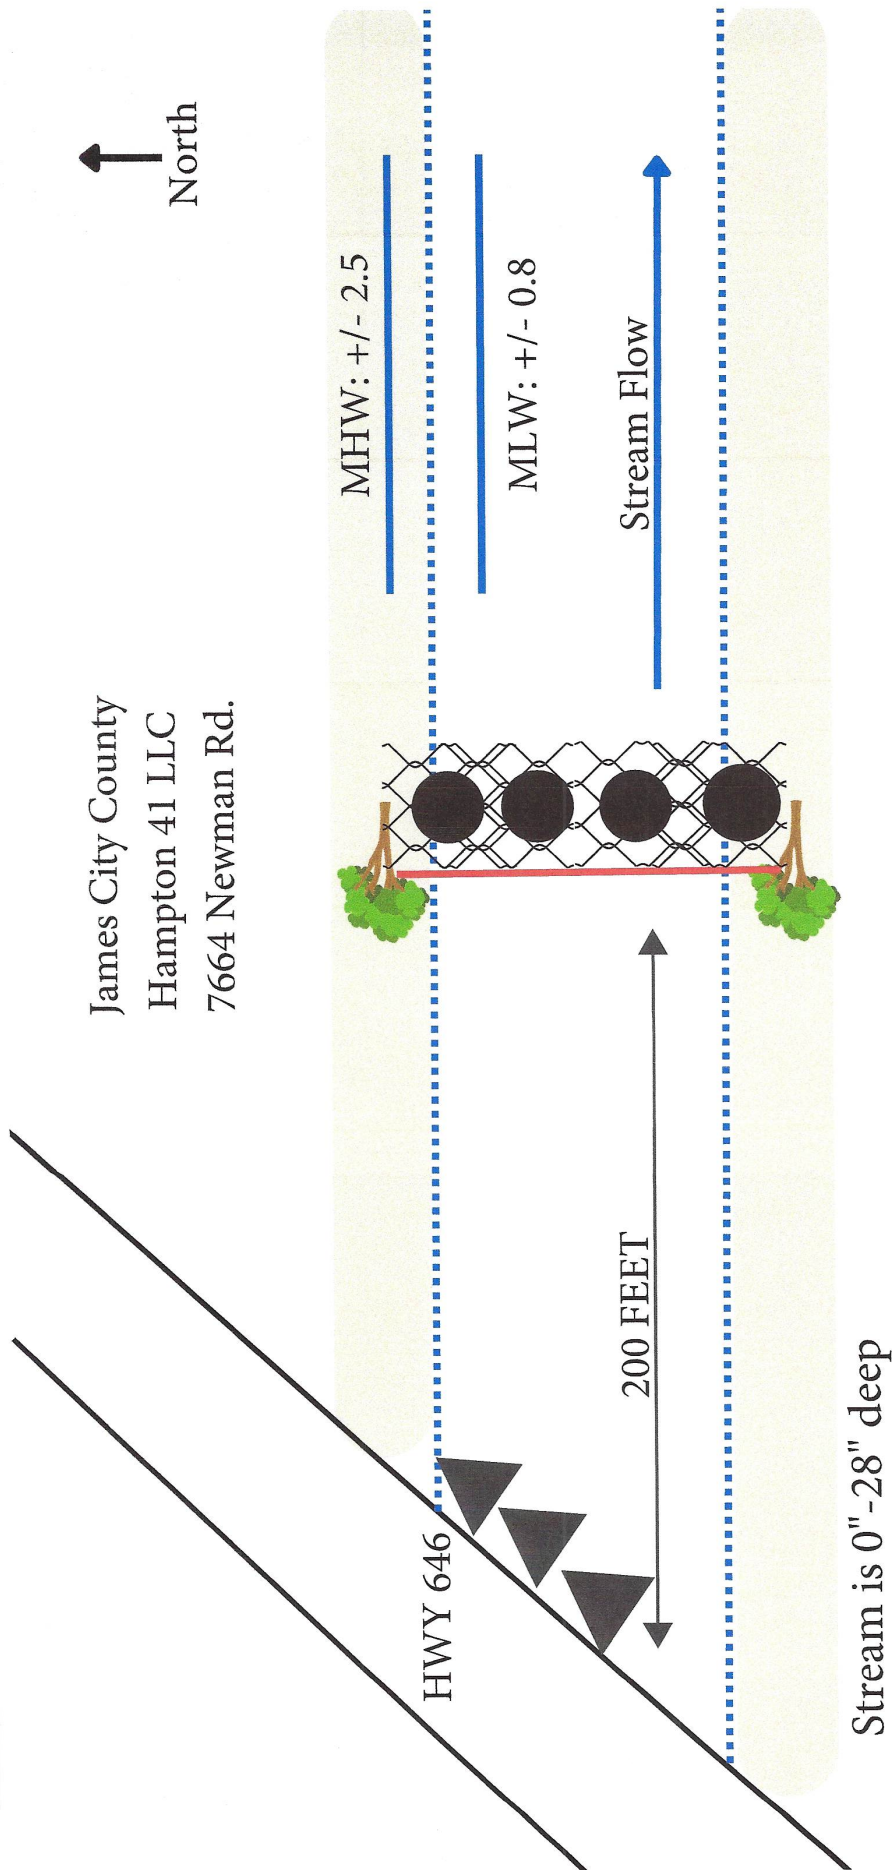 North
James City County
Hampton 41 LLC
7664 Newman Rd.
MHW: +/- 2.5
MLW: +/- 0.8
Stream Flow
200 FEET
HWY 646
Stream is 0"-28" deep